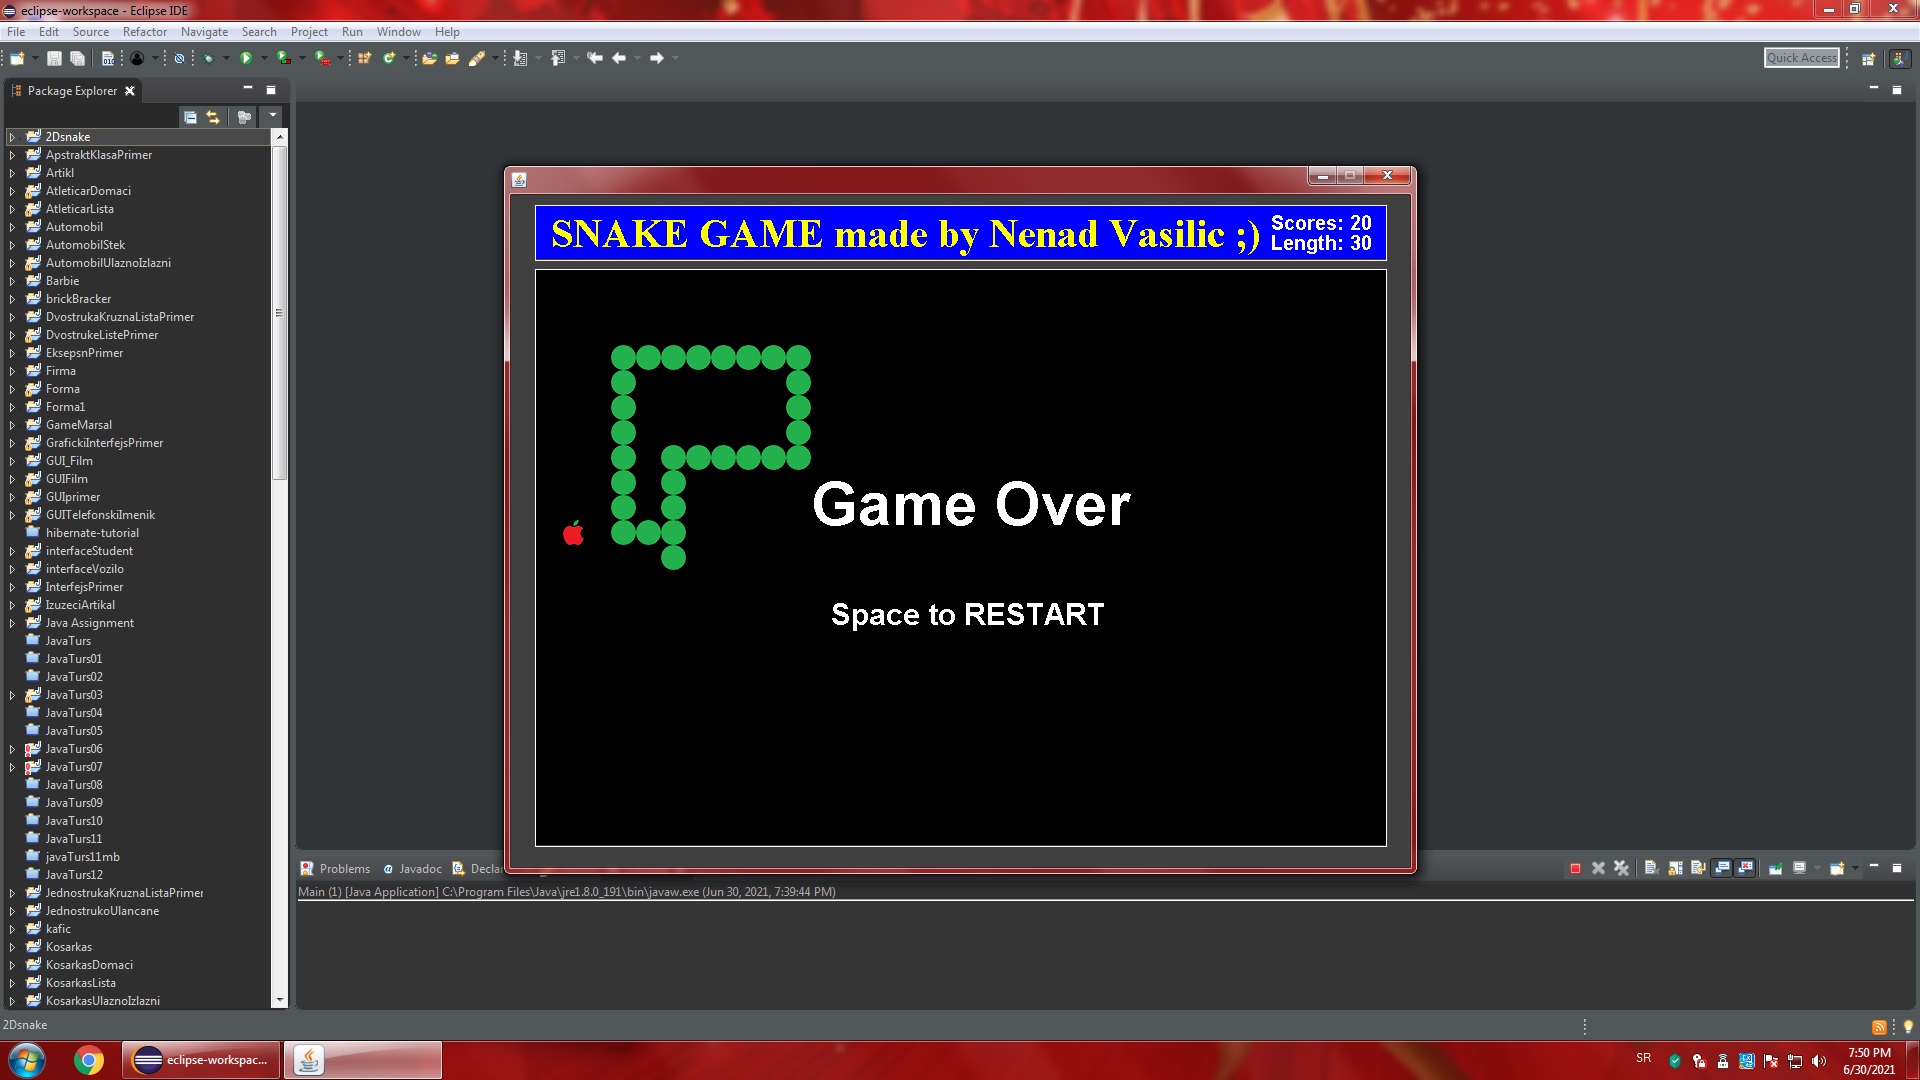 eclipse-workspace - Eclipse IDE
File Edit Source Refactor Navigate Search Project Run Window Help
Quick Access
Package Explorer
2Dsnake
ApstraktKlasaPrimer
Artikl
AtleticarDomaci
AtleticarLista
Automobil
AutomobilStek
AutomobilUlaznoIzlazni
Barbie
brickBracker
DvostrukaKruznaListaPrimer
DvostrukeListePrimer
EksepsnPrimer
Firma
Forma
Forma1
GameMarsal
GrafickiInterfejsPrimer
GUI_Film
GUIFilm
GUIprimer
GUITelefonskiImenik
hibernate-tutorial
interfaceStudent
interfaceVozilo
InterfejsPrimer
IzuzeciArtikal
Java Assignment
JavaTurs
JavaTurs01
JavaTurs02
JavaTurs03
JavaTurs04
JavaTurs05
JavaTurs06
JavaTurs07
JavaTurs08
JavaTurs09
JavaTurs10
JavaTurs11
javaTurs11mb
JavaTurs12
JednostrukaKruznaListaPrimer
JednostrukoUlancane
kafic
Kosarkas
KosarkasDomaci
KosarkasLista
KosarkasUlaznoIzlazni
SNAKE GAME made by Nenad Vasilic ;)
Scores: 20
Length: 30
Game Over
Space to RESTART
Problems Javadoc Declar
Main (1) [Java Application] C:\Program Files\Java\jre1.8.0_191\bin\javaw.exe (Jun 30, 2021, 7:39:44 PM)
2Dsnake
eclipse-workspac...
SR
7:50 PM
6/30/2021